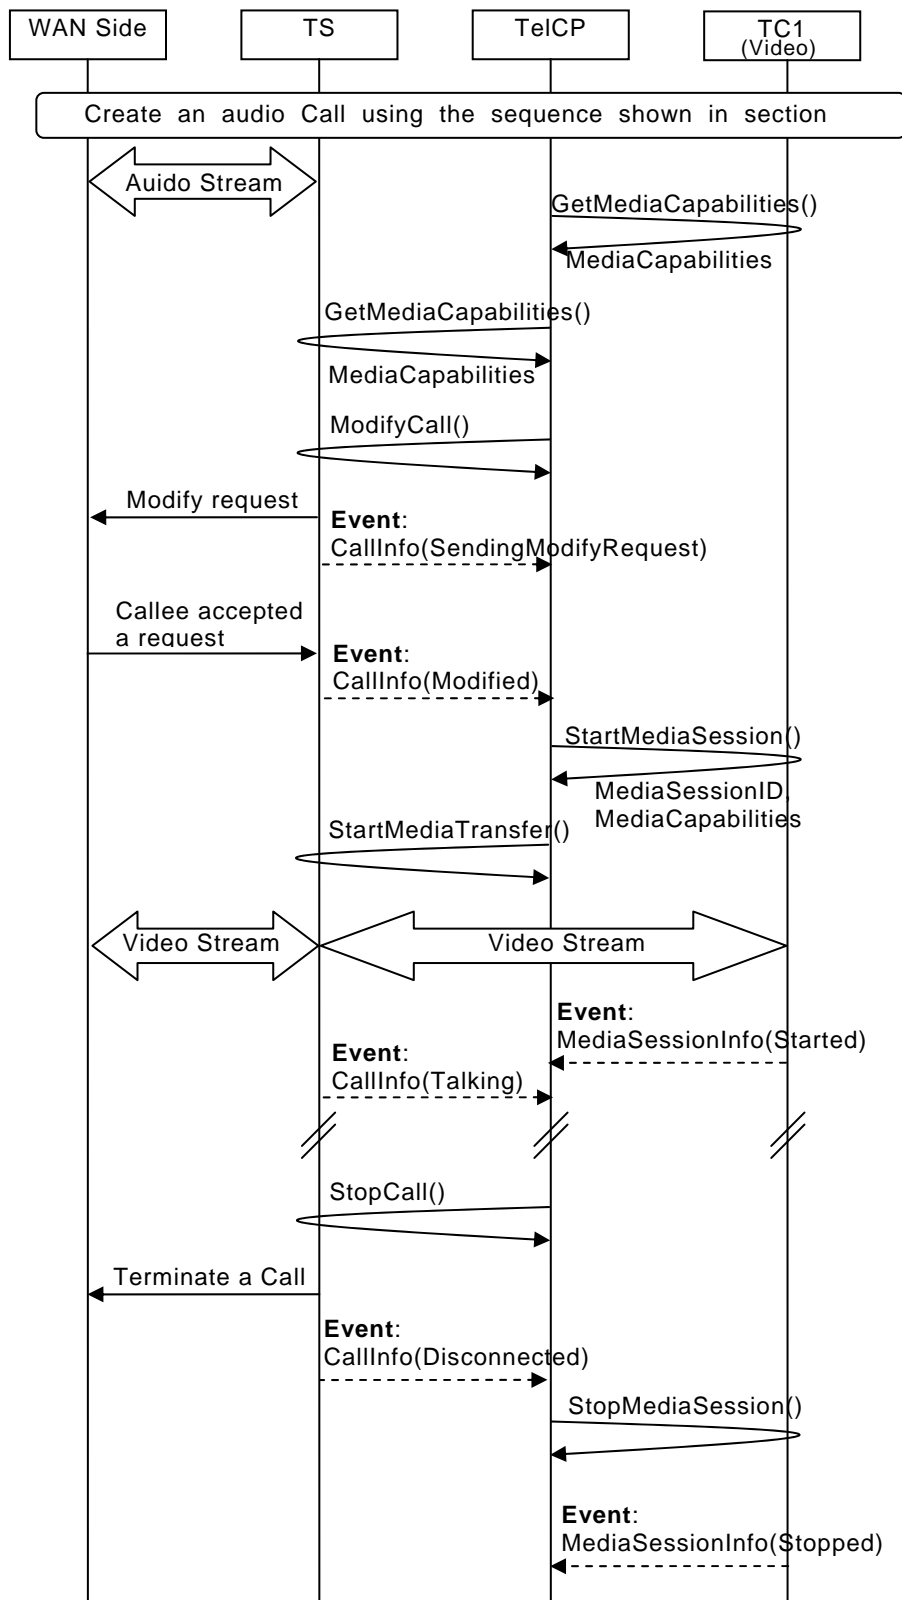 WAN Side
TS
TelCP
TC1
(Video)
Create an audio Call using the sequence shown in section
Auido Stream
GetMediaCapabilities()
MediaCapabilities
GetMediaCapabilities()
MediaCapabilities
ModifyCall()
Modify request
Event:
CallInfo(SendingModifyRequest)
Callee accepted
a request
Event:
CallInfo(Modified)
StartMediaSession()
MediaSessionID,
MediaCapabilities
StartMediaTransfer()
Video Stream
Video Stream
Event:
MediaSessionInfo(Started)
Event:
CallInfo(Talking)
StopCall()
Terminate a Call
Event:
CallInfo(Disconnected)
StopMediaSession()
Event:
MediaSessionInfo(Stopped)